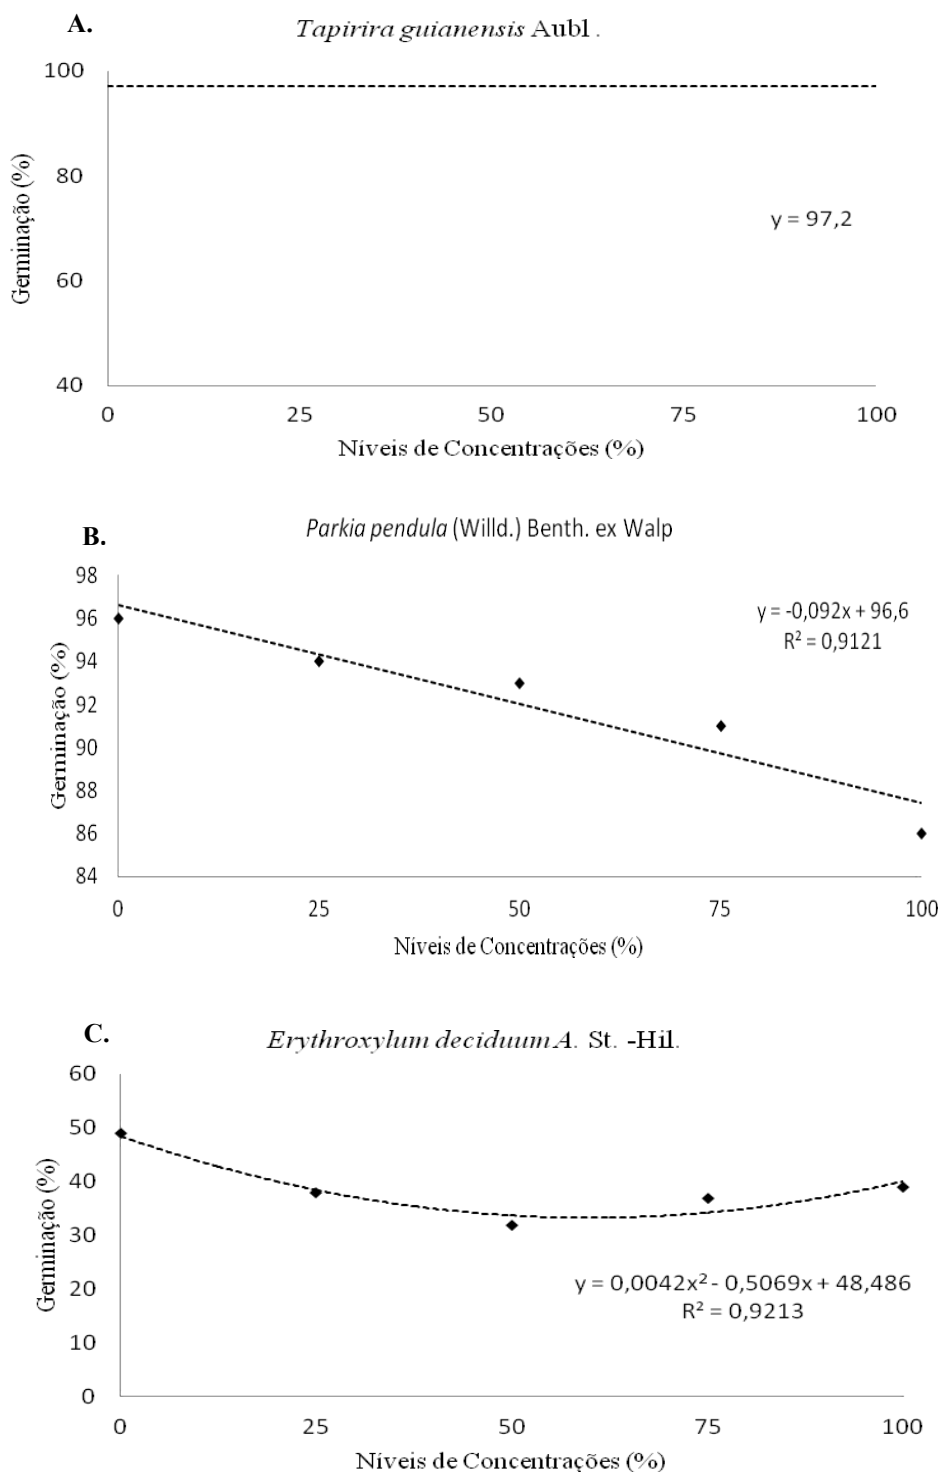 A.
Tapirira guianensis Aubl .
100
80
60
40
Germinação (%)
y = 97,2
0 25 50 75 100
Níveis de Concentrações (%)
B.
Parkia pendula (Willd.) Benth. ex Walp
98
96
94
92
90
88
86
84
Germinação (%)
y = -0,092x + 96,6
R² = 0,9121
0 25 50 75 100
Níveis de Concentrações (%)
C.
Erythroxylum deciduum A. St. -Hil.
60
50
40
30
20
10
0
Germinação (%)
y = 0,0042x² - 0,5069x + 48,486
R² = 0,9213
0 25 50 75 100
Níveis de Concentrações (%)